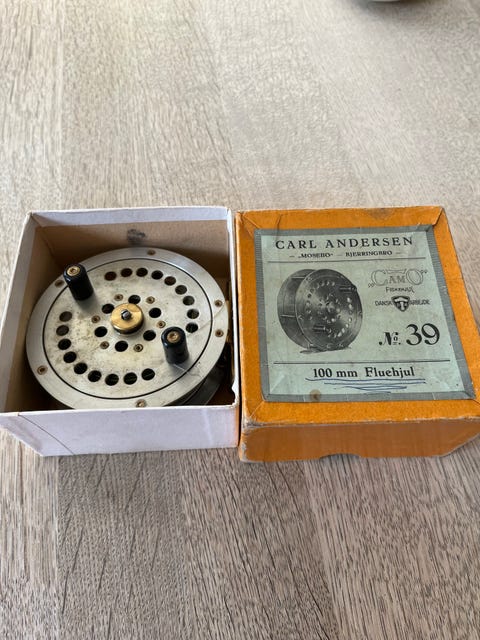 CARL ANDERSEN
– „MOSEBO" – BJERRINGBRO –
"CAMO"
FISKEHJUL
DANSK ARBEJDE
No. 39
100 mm Fluehjul